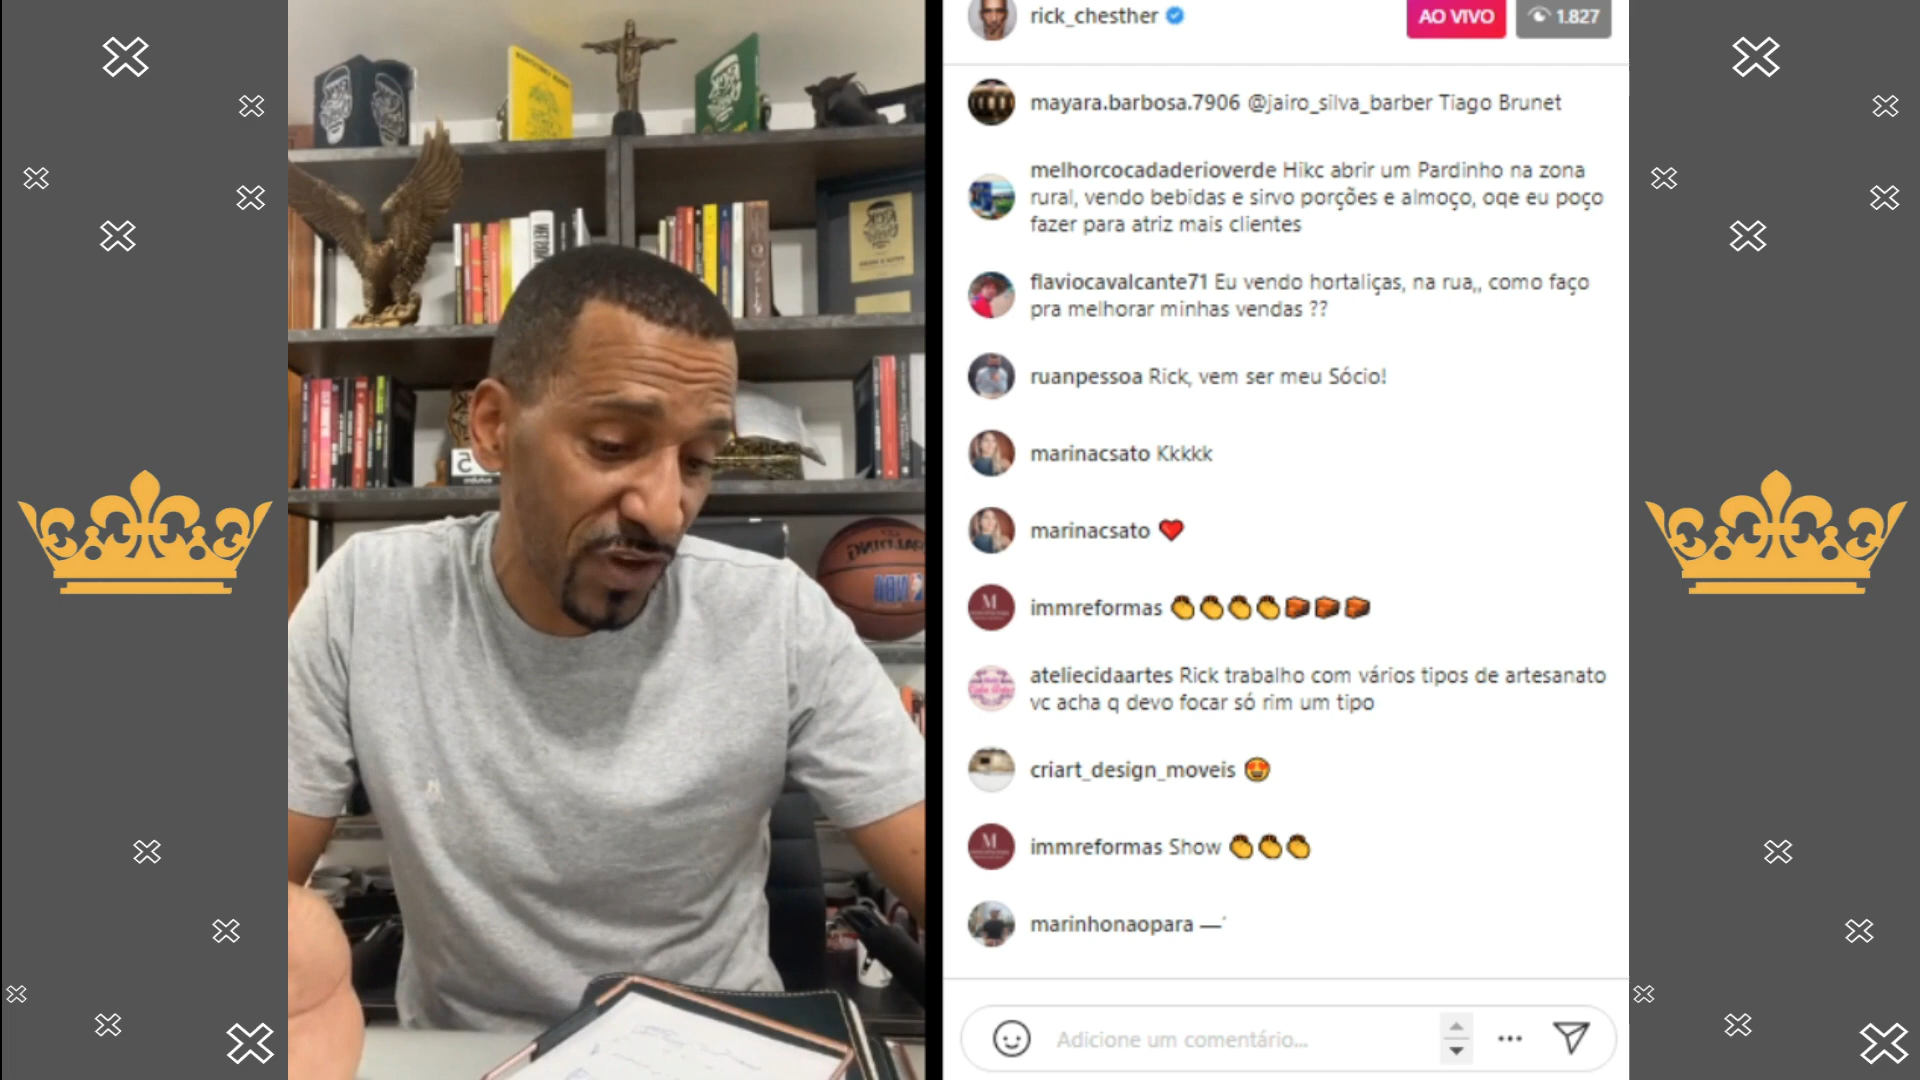 rick_chesther
AO VIVO
1.827
mayara.barbosa.7906 @jairo_silva_barber Tiago Brunet
melhorcocadaderioverde Hikc abrir um Pardinho na zona
rural, vendo bebidas e sirvo porções e almoço, oqe eu poço
fazer para atriz mais clientes
flaviocavalcante71 Eu vendo hortaliças, na rua,, como faço
pra melhorar minhas vendas ??
ruanpessoa Rick, vem ser meu Sócio!
marinacsato Kkkkk
marinacsato ❤️
immreformas 👏👏👏👏🧱🧱🧱
ateliecidaartes Rick trabalho com vários tipos de artesanato
vc acha q devo focar só rim um tipo
criart_design_moveis 😍
immreformas Show 👏👏👏
marinhonaopara —´
Adicione um comentário...
SPALDING
NBA